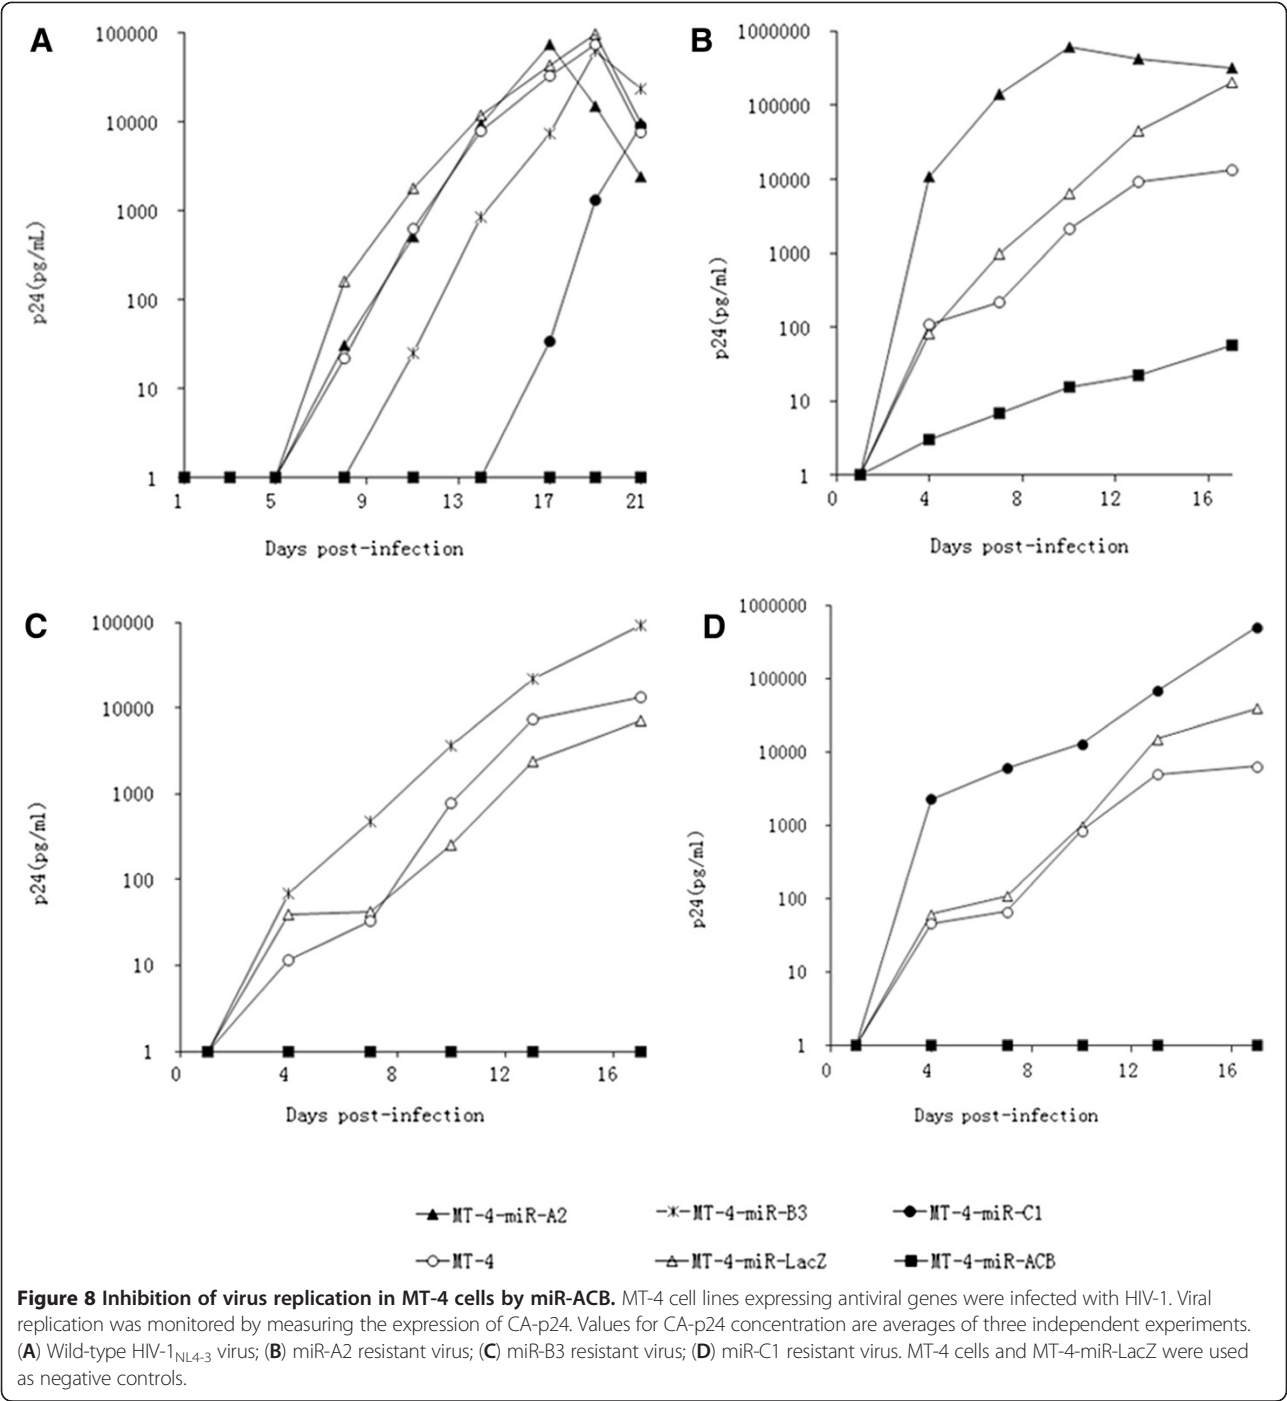 A
100000
10000
1000
100
10
1
p24(pg/mL)
1 5 9 13 17 21
Days post-infection
B
1000000
100000
10000
1000
100
10
1
p24(pg/ml)
0 4 8 12 16
Days post-infection
C
100000
10000
1000
100
10
1
p24(pg/ml)
0 4 8 12 16
Days post-infection
D
1000000
100000
10000
1000
100
10
1
p24(pg/ml)
0 4 8 12 16
Days post-infection
MT-4-miR-A2 MT-4-miR-B3 MT-4-miR-C1
MT-4 MT-4-miR-LacZ MT-4-miR-ACB
Figure 8 Inhibition of virus replication in MT-4 cells by miR-ACB. MT-4 cell lines expressing antiviral genes were infected with HIV-1. Viral
replication was monitored by measuring the expression of CA-p24. Values for CA-p24 concentration are averages of three independent experiments.
(A) Wild-type HIV-1NL4-3 virus; (B) miR-A2 resistant virus; (C) miR-B3 resistant virus; (D) miR-C1 resistant virus. MT-4 cells and MT-4-miR-LacZ were used
as negative controls.